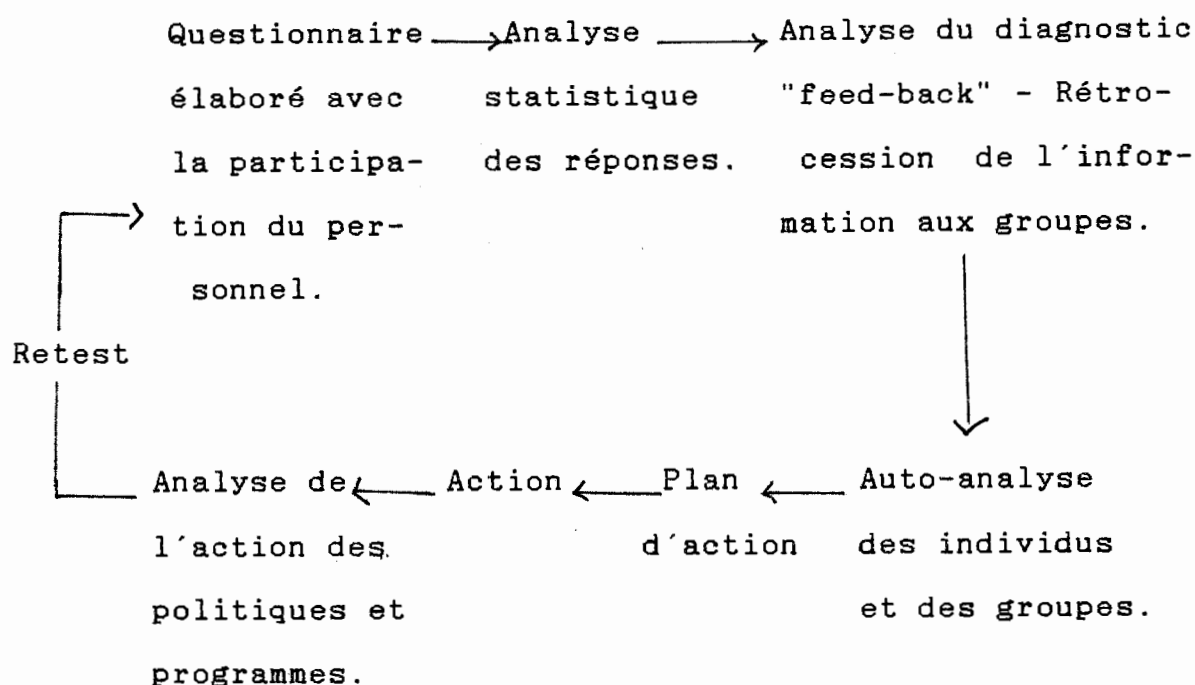 Questionnaire Analyse Analyse du diagnostic
élaboré avec statistique "feed-back" - Rétro-
la participa- des réponses. cession de l'infor-
tion du per- mation aux groupes.
sonnel.
Retest
Analyse de Action Plan Auto-analyse
l'action des d'action des individus
politiques et et des groupes.
programmes.